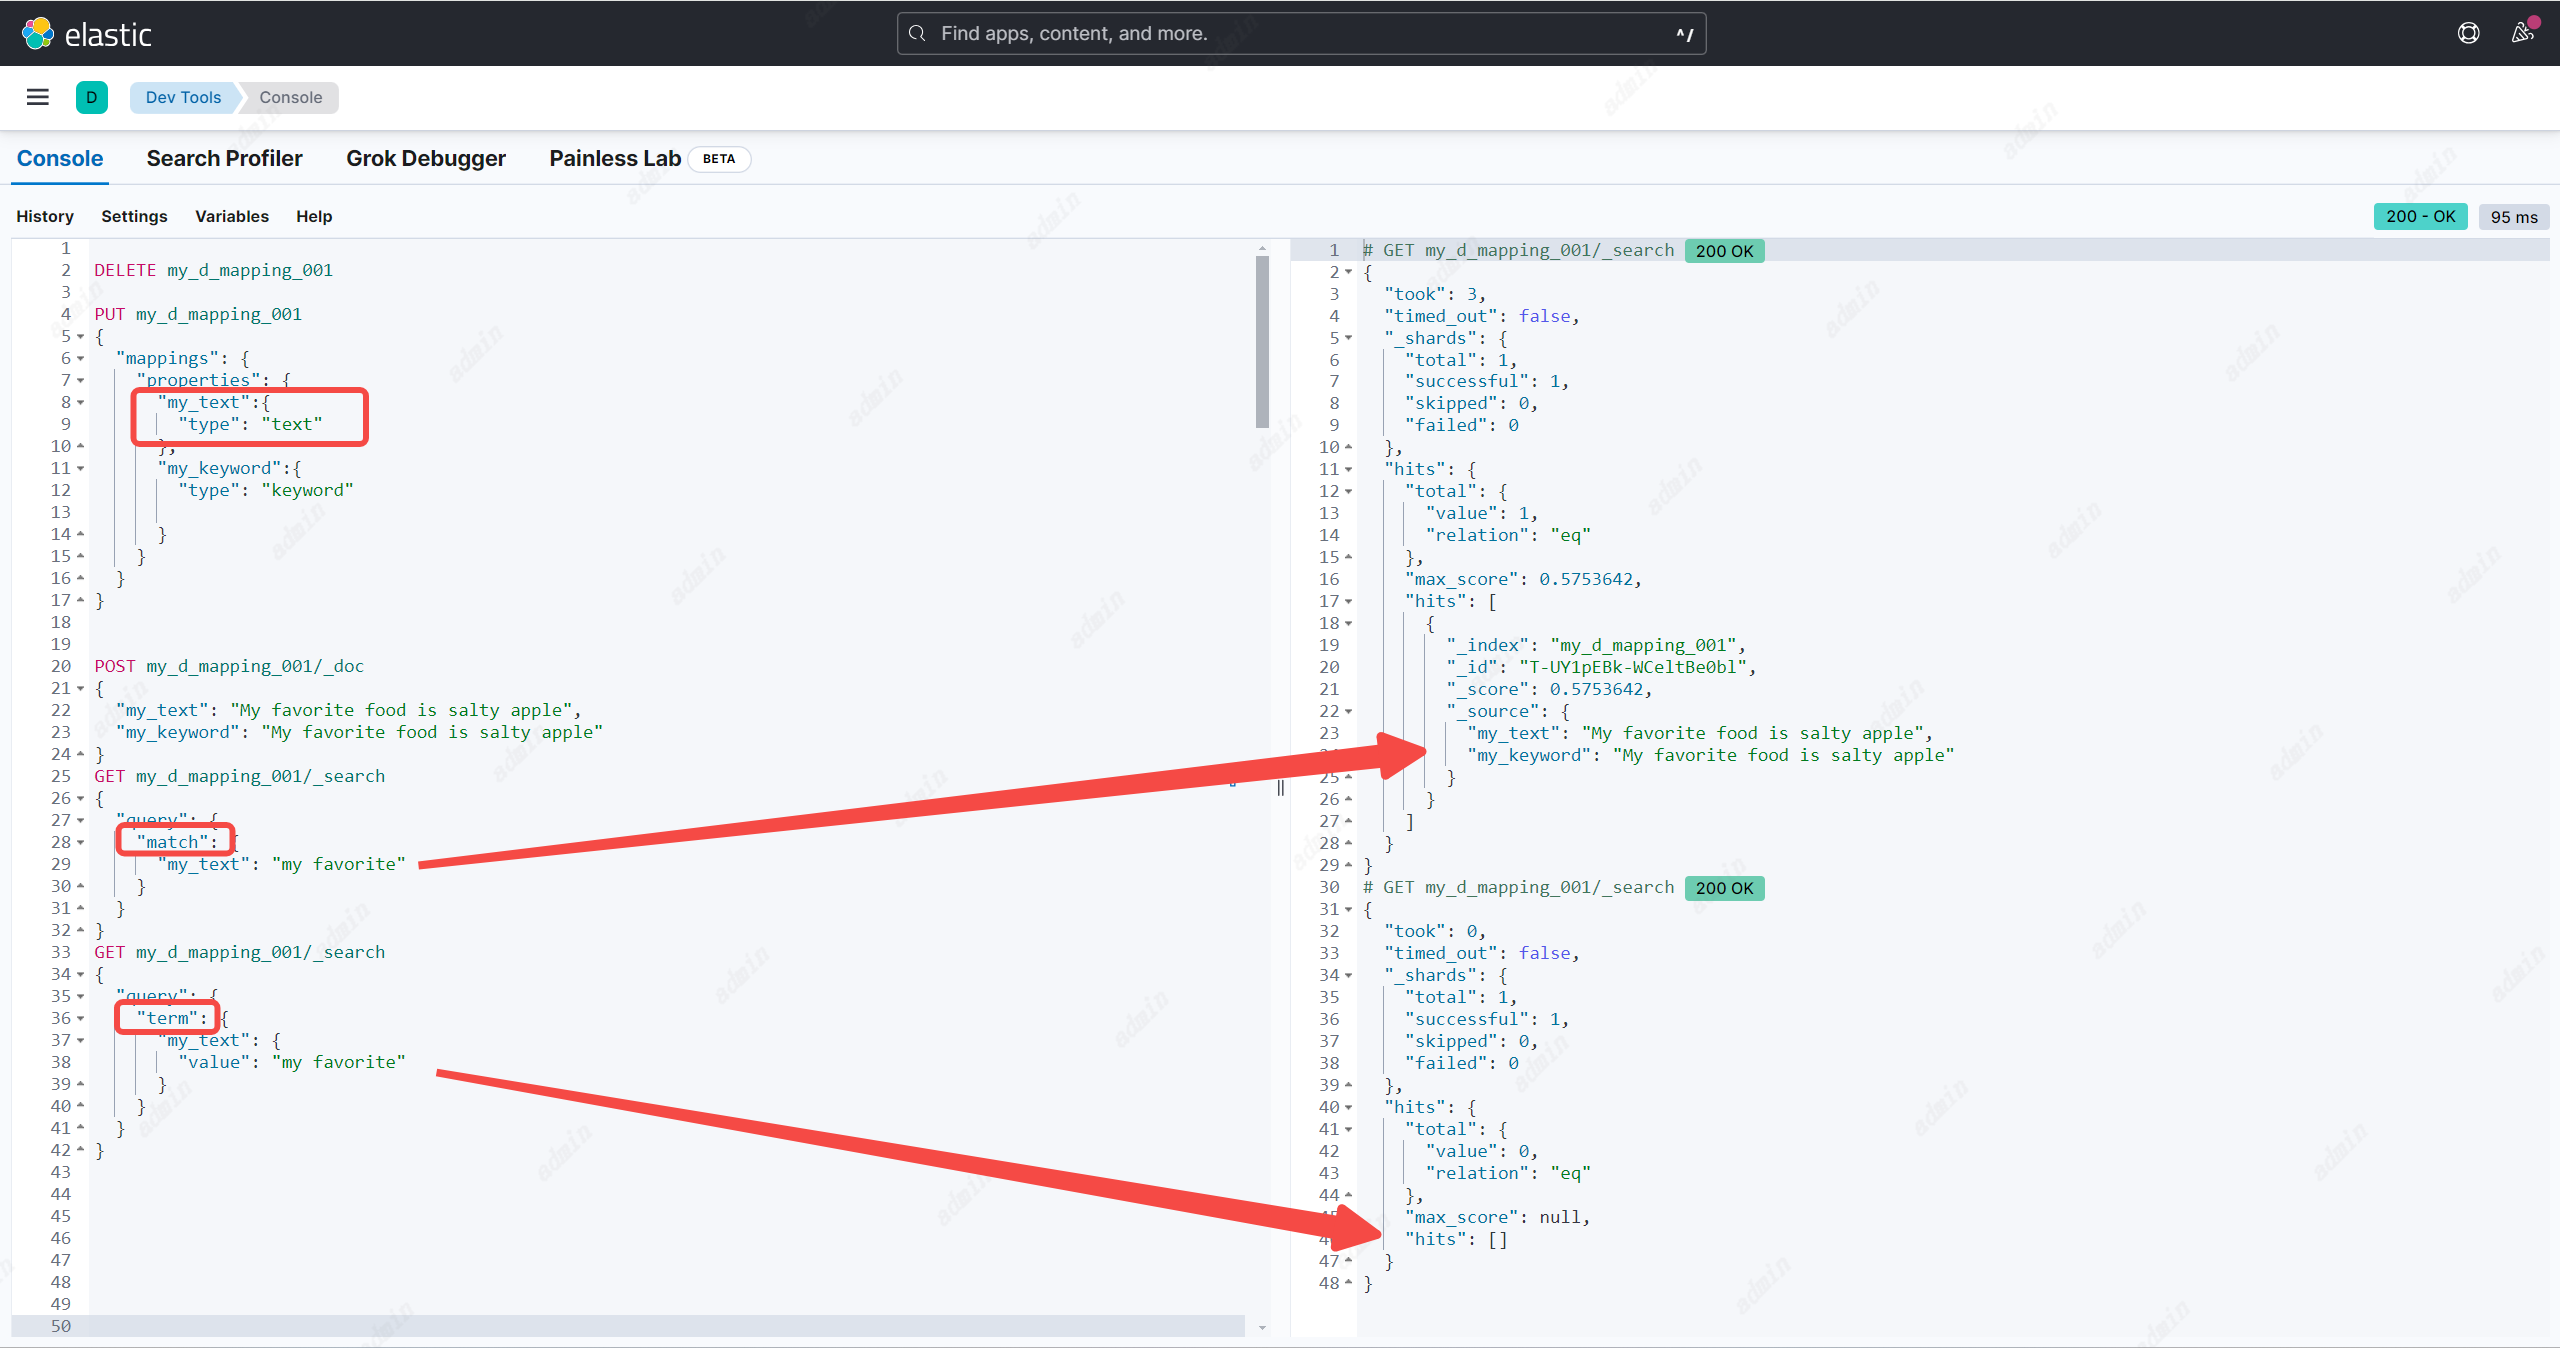 elastic
Find apps, content, and more.
^/
D
Dev Tools
Console
Console
Search Profiler
Grok Debugger
Painless Lab
BETA
History
Settings
Variables
Help
200 - OK
95 ms
1
2 DELETE my_d_mapping_001
3
4 PUT my_d_mapping_001
5 {
6 "mappings": {
7 "properties": {
8 "my_text":{
9 "type": "text"
10 },
11 "my_keyword":{
12 "type": "keyword"
13
14 }
15 }
16 }
17 }
18
19
20 POST my_d_mapping_001/_doc
21 {
22 "my_text": "My favorite food is salty apple",
23 "my_keyword": "My favorite food is salty apple"
24 }
25 GET my_d_mapping_001/_search
26 {
27 "query": {
28 "match": {
29 "my_text": "my favorite"
30 }
31 }
32 }
33 GET my_d_mapping_001/_search
34 {
35 "query": {
36 "term": {
37 "my_text": {
38 "value": "my favorite"
39 }
40 }
41 }
42 }
43
44
45
46
47
48
49
50
1 # GET my_d_mapping_001/_search 200 OK
2 {
3 "took": 3,
4 "timed_out": false,
5 "_shards": {
6 "total": 1,
7 "successful": 1,
8 "skipped": 0,
9 "failed": 0
10 },
11 "hits": {
12 "total": {
13 "value": 1,
14 "relation": "eq"
15 },
16 "max_score": 0.5753642,
17 "hits": [
18 {
19 "_index": "my_d_mapping_001",
20 "_id": "T-UY1pEBk-WCeltBe0bl",
21 "_score": 0.5753642,
22 "_source": {
23 "my_text": "My favorite food is salty apple",
"my_keyword": "My favorite food is salty apple"
25 }
26 }
27 ]
28 }
29 }
30 # GET my_d_mapping_001/_search 200 OK
31 {
32 "took": 0,
33 "timed_out": false,
34 "_shards": {
35 "total": 1,
36 "successful": 1,
37 "skipped": 0,
38 "failed": 0
39 },
40 "hits": {
41 "total": {
42 "value": 0,
43 "relation": "eq"
44 },
"max_score": null,
"hits": []
47 }
48 }
admin